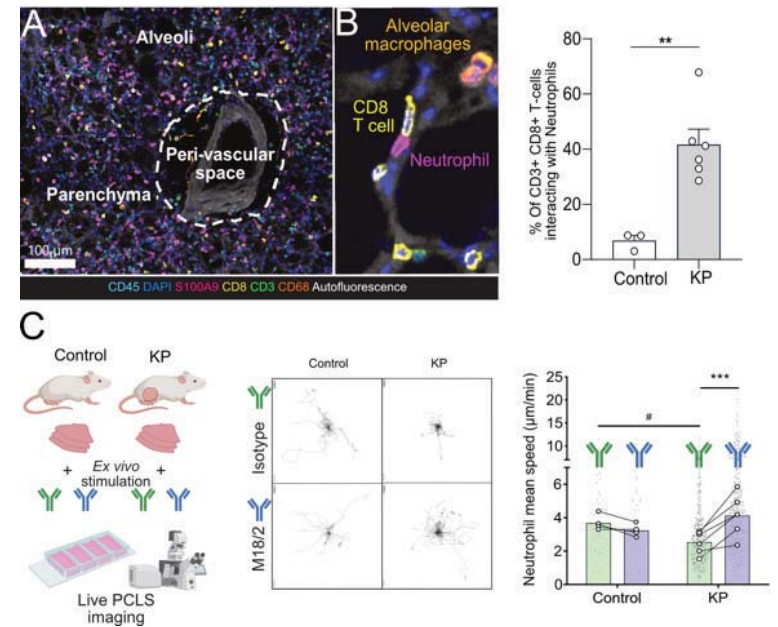 A
Alveoli
Peri-vascular
space
Parenchyma
100 µm
B
Alveolar
macrophages
CD8
T cell
Neutrophil
CD45 DAPI S100A9 CD8 CD3 CD68 Autofluorescence
% Of CD3+ CD8+ T-cells
interacting with Neutrophils
80
60
40
20
0
**
Control
KP
C
Control
KP
+ Ex vivo +
stimulation
Live PCLS
imaging
Control
KP
Isotype
M18/2
Neutrophil mean speed (µm/min)
25
20
15
10
6
4
2
0
#
***
Control
KP